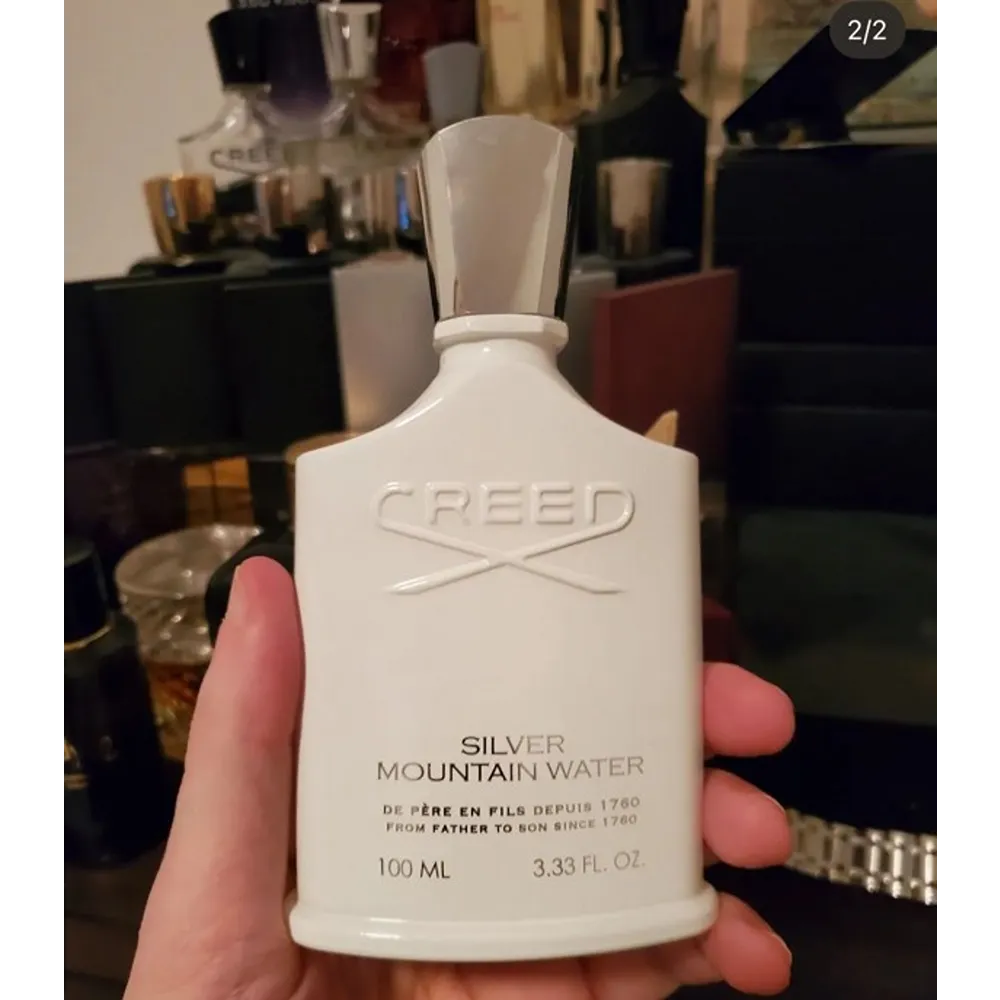 2/2
CREED
CREED
SILVER
MOUNTAIN WATER
DE PÈRE EN FILS DEPUIS 1760
FROM FATHER TO SON SINCE 1760
100 ML 3.33 FL. OZ.